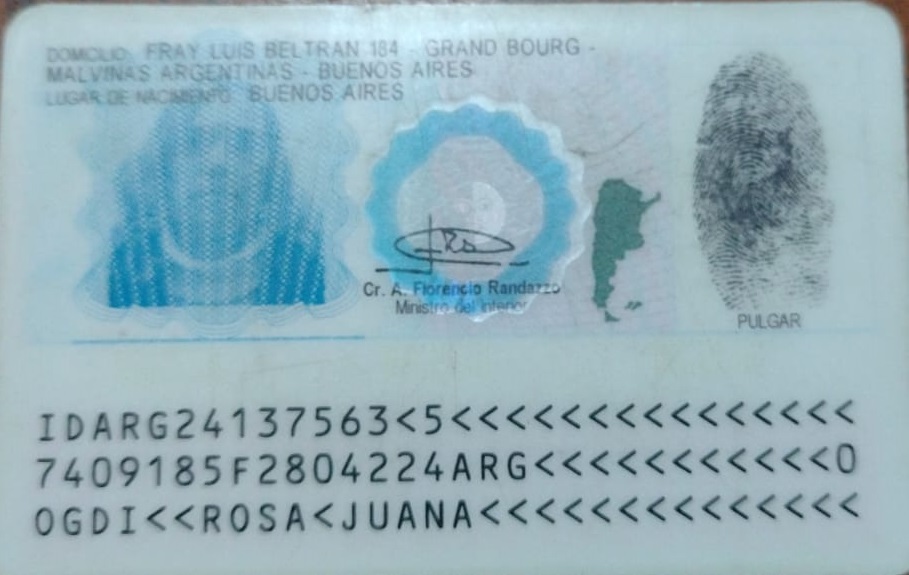 DOMICILIO: FRAY LUIS BELTRAN 184 - GRAND BOURG -
MALVINAS ARGENTINAS - BUENOS AIRES
LUGAR DE NACIMIENTO: BUENOS AIRES
Cr. A. Florencio Randazzo
Ministro del Interior
PULGAR
IDARG24137563<5<<<<<<<<<<<<<<<
7409185F2804224ARG<<<<<<<<<<<0
OGDI<<ROSA<JUANA<<<<<<<<<<<<<<